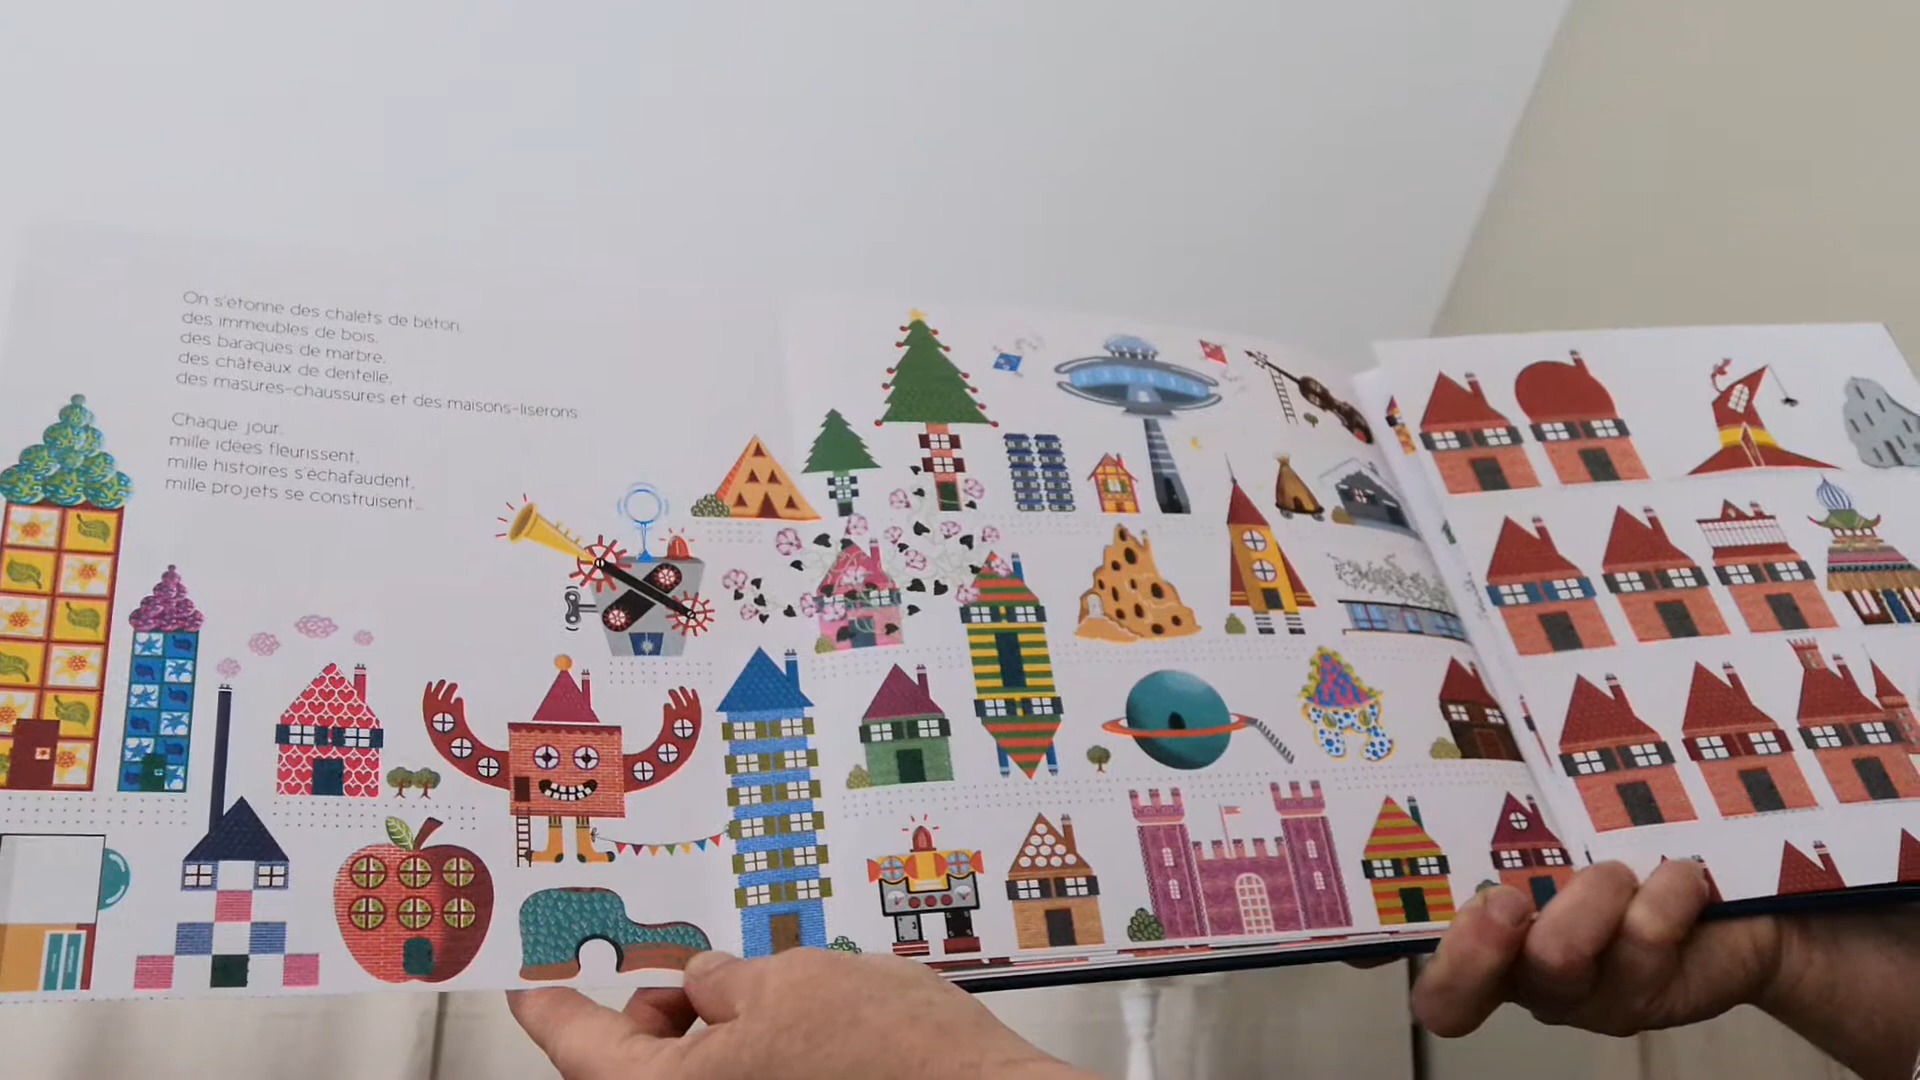 On s'étonne des chalets de béton,
des immeubles de bois,
des baraques de marbre,
des châteaux de dentelle,
des masures-chaussures et des maisons-liserons
Chaque jour,
mille idées fleurissent,
mille histoires s'échafaudent,
mille projets se construisent...